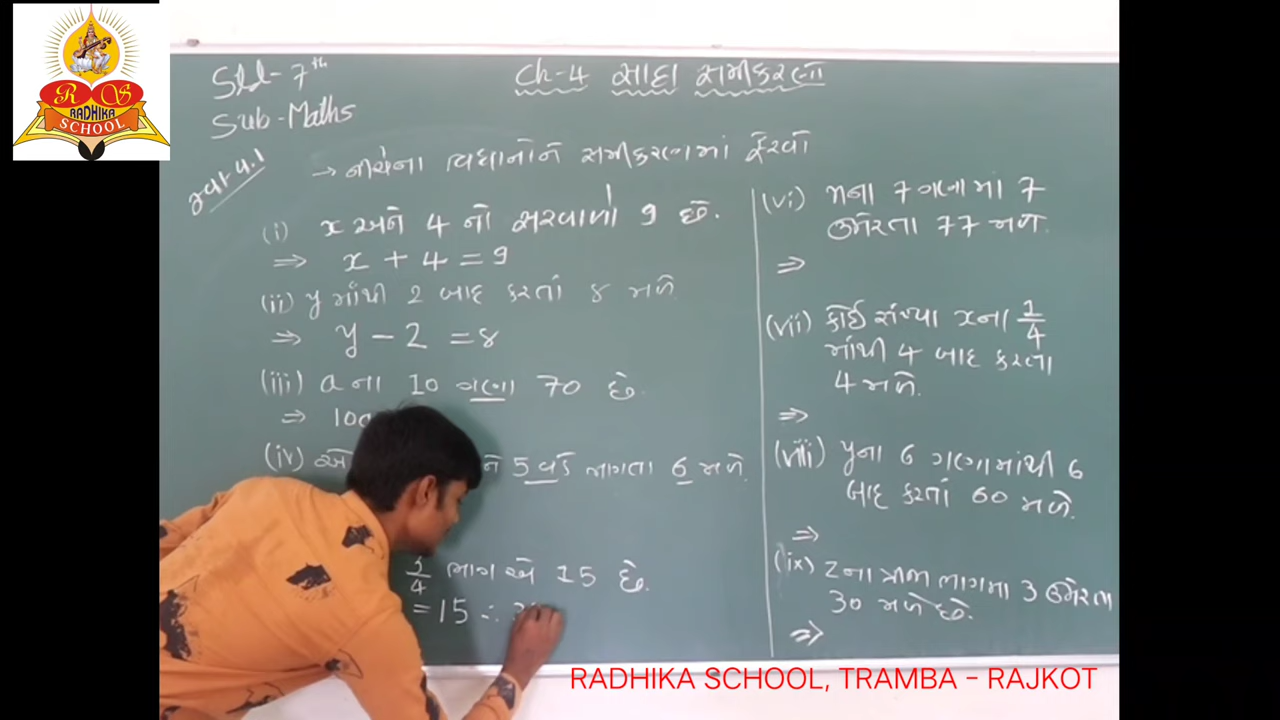 R S
RADHIKA
SCHOOL
Std - 7th
Sub - Maths
Ch-4 સાદા સમીકરણો
સ્વા 4.1
→ નીચેના વિધાનોને સમીકરણમાં ફેરવો
(i) x અને 4 નો સરવાળો 9 છે.
⇒ x + 4 = 9
(ii) y માંથી 2 બાદ કરતાં ૪ મળે
⇒ y - 2 = ૪
(iii) a ના 10 ગણા 70 છે.
⇒ 10a
(iv) 5 વડે ભાગતા 6 મળે.
3/4 ભાગ એ 15 છે.
= 15 ∴
(vi) mના 7 ગણામાં 7
ઉમેરતા 77 મળે.
⇒
(vii) કોઈ સંખ્યા xના 1/4
માંથી 4 બાદ કરતા
4 મળે.
⇒
(viii) yના 6 ગણામાંથી 6
બાદ કરતાં 60 મળે.
⇒
(ix) zના ત્રીજા ભાગમા 3 ઉમેરતા
30 મળે છે.
⇒
RADHIKA SCHOOL, TRAMBA - RAJKOT